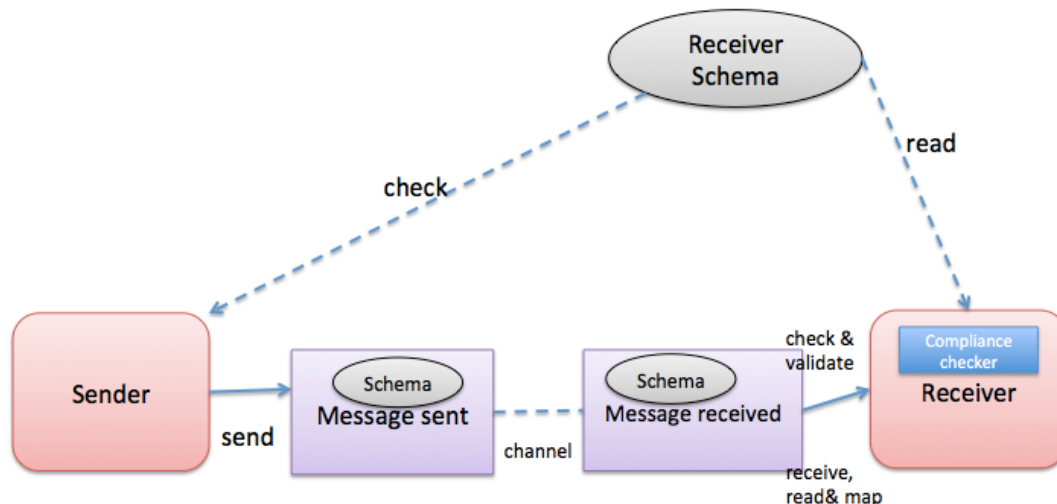 Receiver
Schema
read
check
Sender
send
Schema
Message sent
channel
Schema
Message received
check &
validate
receive,
read& map
Compliance
checker
Receiver